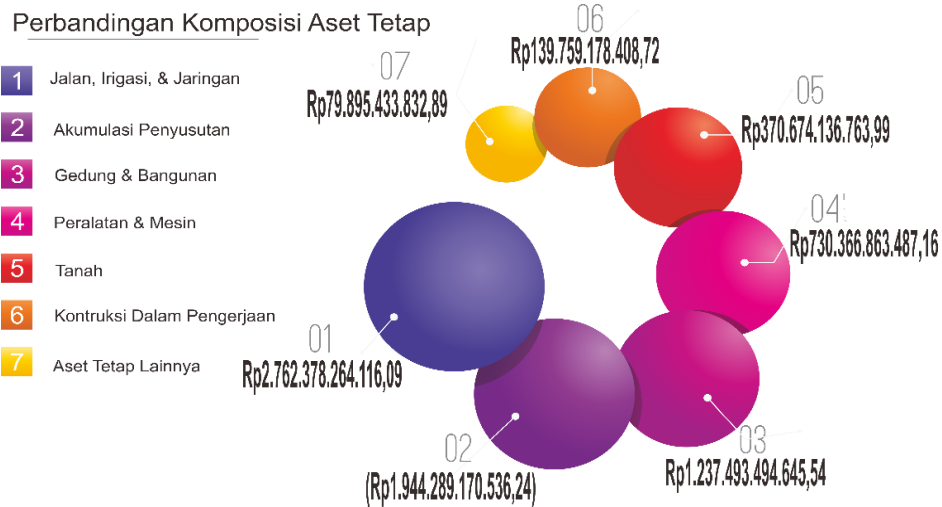 Perbandingan Komposisi Aset Tetap
1 Jalan, Irigasi, & Jaringan
2 Akumulasi Penyusutan
3 Gedung & Bangunan
4 Peralatan & Mesin
5 Tanah
6 Kontruksi Dalam Pengerjaan
7 Aset Tetap Lainnya
01
Rp2.762.378.264.116,09
02
(Rp1.944.289.170.536,24)
03
Rp1.237.493.494.645,54
04
Rp730.366.863.487,16
05
Rp370.674.136.763,99
06
Rp139.759.178.408,72
07
Rp79.895.433.832,89